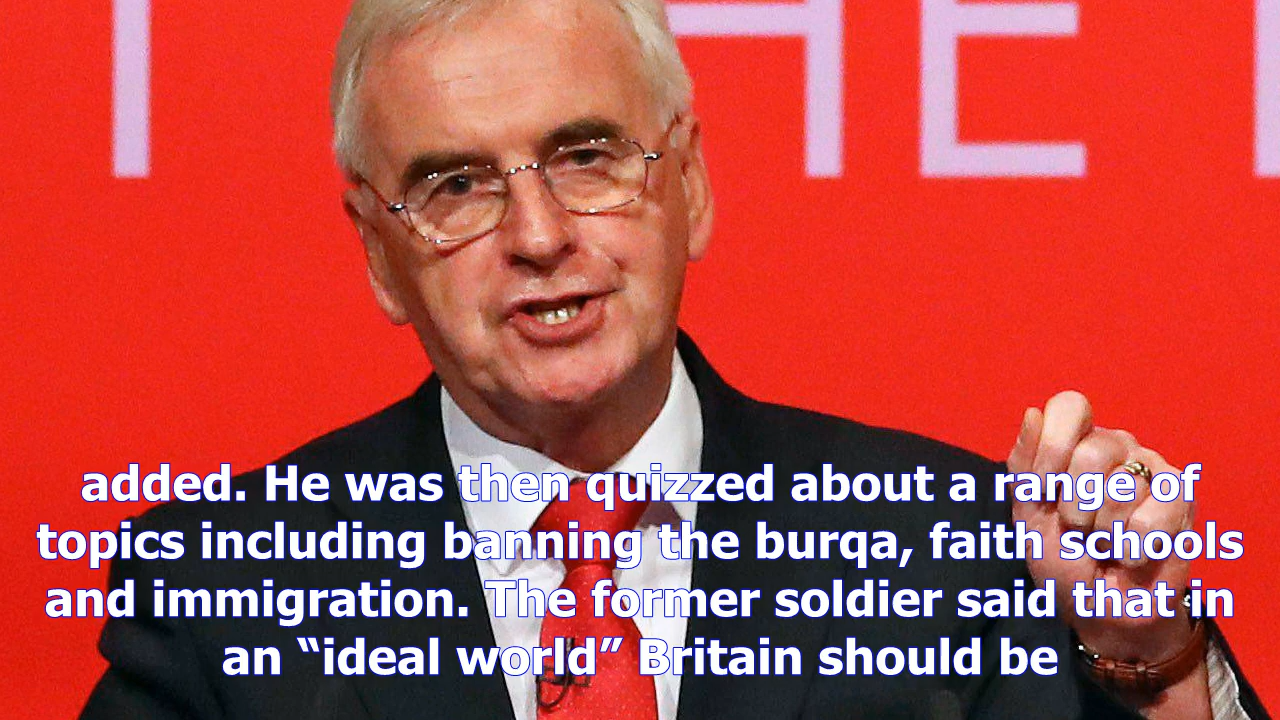 T HE
added. He was then quizzed about a range of
topics including banning the burqa, faith schools
and immigration. The former soldier said that in
an “ideal world” Britain should be